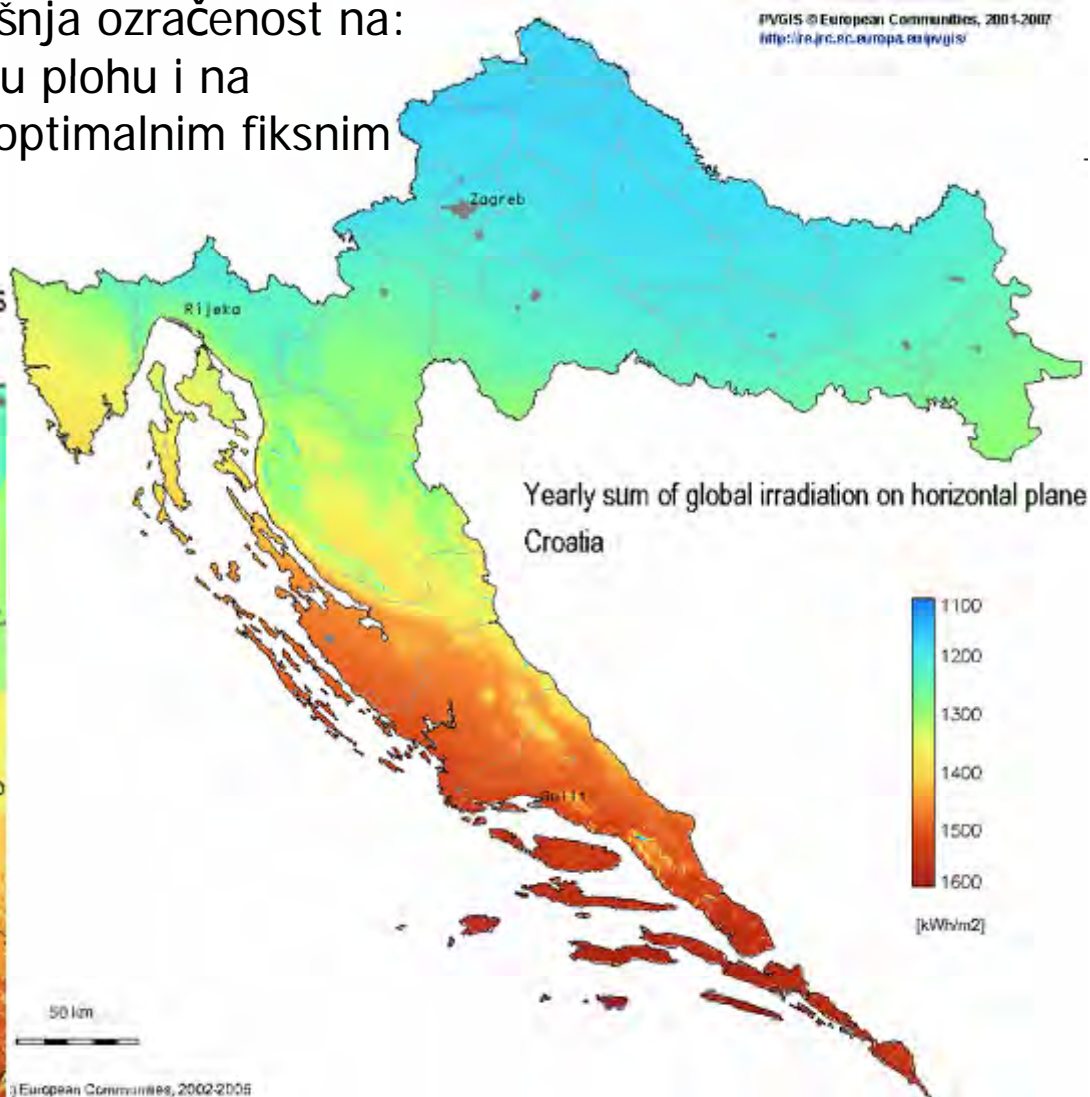 šnja ozračenost na:
u plohu i na
optimalnim fiksnim
PVGIS © European Communities, 2001-2007
http://re.jrc.ec.europa.eu/pvgis/
Zagreb
Rijeka
Yearly sum of global irradiation on horizontal plane
Croatia
1100
1200
1300
1400
1500
1600
[kWh/m2]
Split
50 km
European Communities, 2002-2006